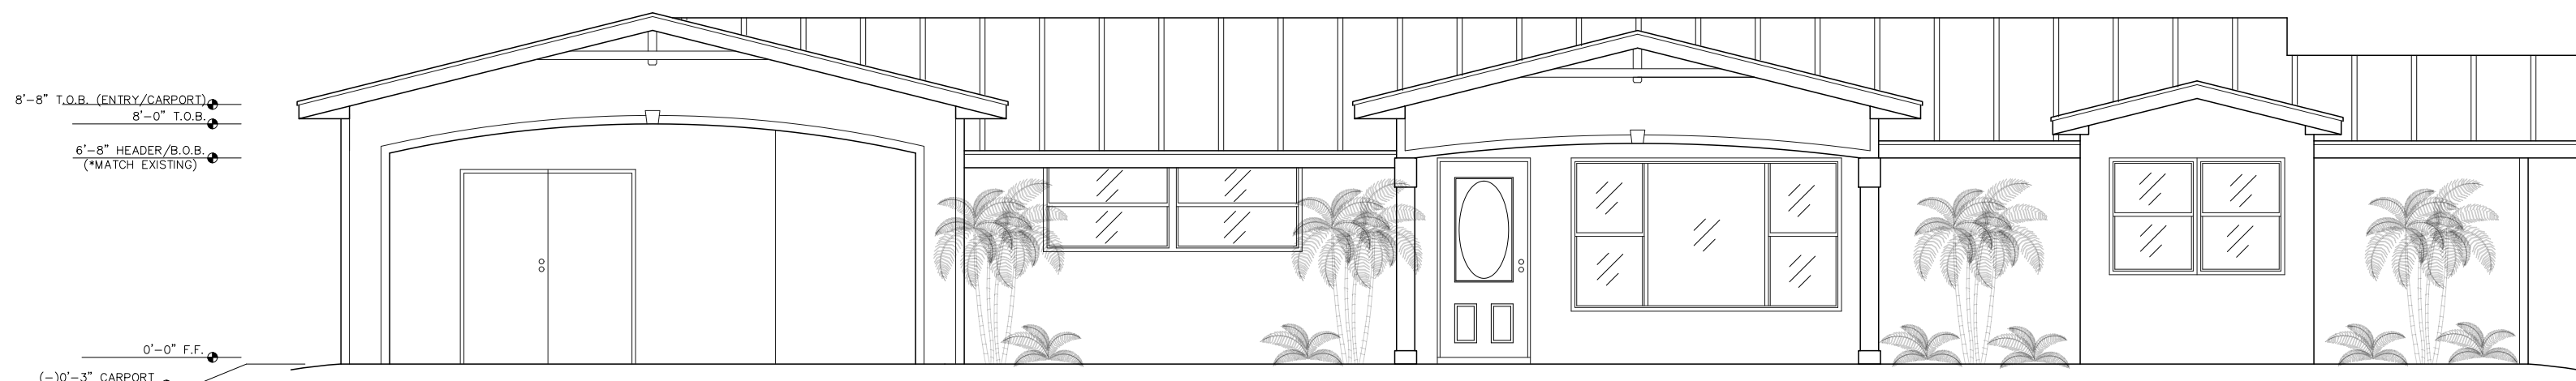 8'-8" T.O.B. (ENTRY/CARPORT)
8'-0" T.O.B.
6'-8" HEADER/B.O.B.
(*MATCH EXISTING)
0'-0" F.F.
(-)0'-3" CARPORT